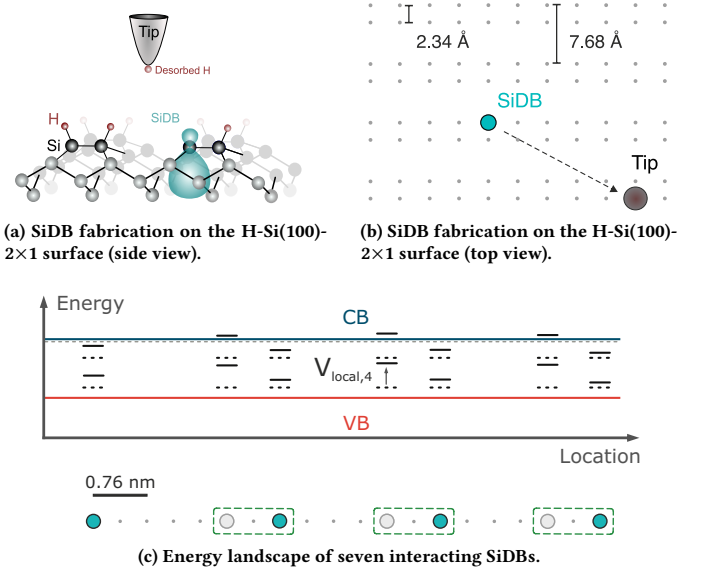 Tip
Desorbed H
H
SiDB
Si
(a) SiDB fabrication on the H-Si(100)-
2×1 surface (side view).
2.34 Å
7.68 Å
SiDB
Tip
(b) SiDB fabrication on the H-Si(100)-
2×1 surface (top view).
Energy
CB
Vlocal,4
VB
Location
0.76 nm
(c) Energy landscape of seven interacting SiDBs.